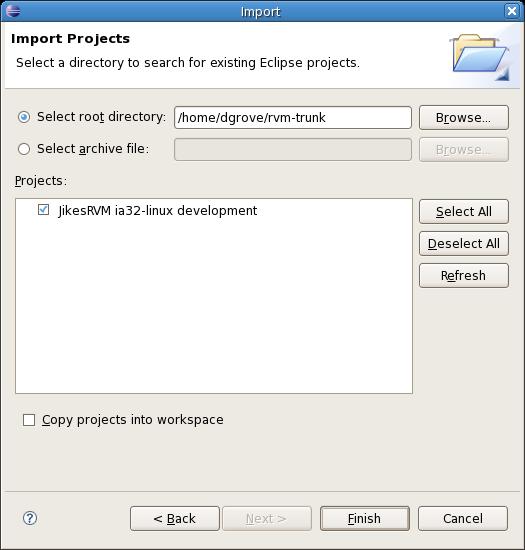 Import
Import Projects
Select a directory to search for existing Eclipse projects.
Select root directory: /home/dgrove/rvm-trunk Browse...
Select archive file: Browse...
Projects:
JikesRVM ia32-linux development
Select All
Deselect All
Refresh
Copy projects into workspace
? < Back Next > Finish Cancel